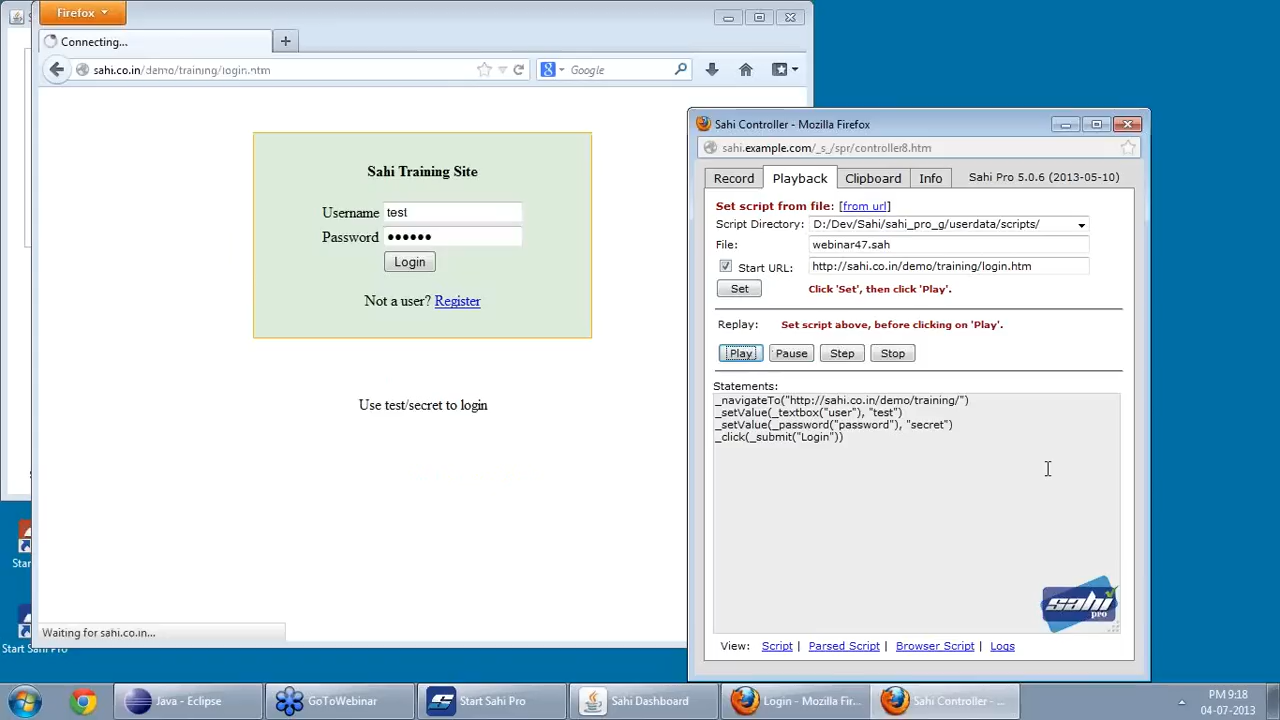 Firefox
Connecting...
sahi.co.in/demo/training/login.htm
Google
Sahi Training Site
Username test
Password ••••••
Login
Not a user? Register
Use test/secret to login
Waiting for sahi.co.in...
Sahi Controller - Mozilla Firefox
sahi.example.com/_s_/spr/controller8.htm
Record Playback Clipboard Info Sahi Pro 5.0.6 (2013-05-10)
Set script from file: [from url]
Script Directory: D:/Dev/Sahi/sahi_pro_g/userdata/scripts/
File: webinar47.sah
Start URL: http://sahi.co.in/demo/training/login.htm
Set Click 'Set', then click 'Play'.
Replay: Set script above, before clicking on 'Play'.
Play Pause Step Stop
Statements:
_navigateTo("http://sahi.co.in/demo/training/")
_setValue(_textbox("user"), "test")
_setValue(_password("password"), "secret")
_click(_submit("Login"))
sahi
pro
View: Script | Parsed Script | Browser Script | Logs
Start Sahi Pro
Java - Eclipse
GoToWebinar
Start Sahi Pro
Sahi Dashboard
Login - Mozilla Fir...
Sahi Controller - ...
PM 9:18
04-07-2013